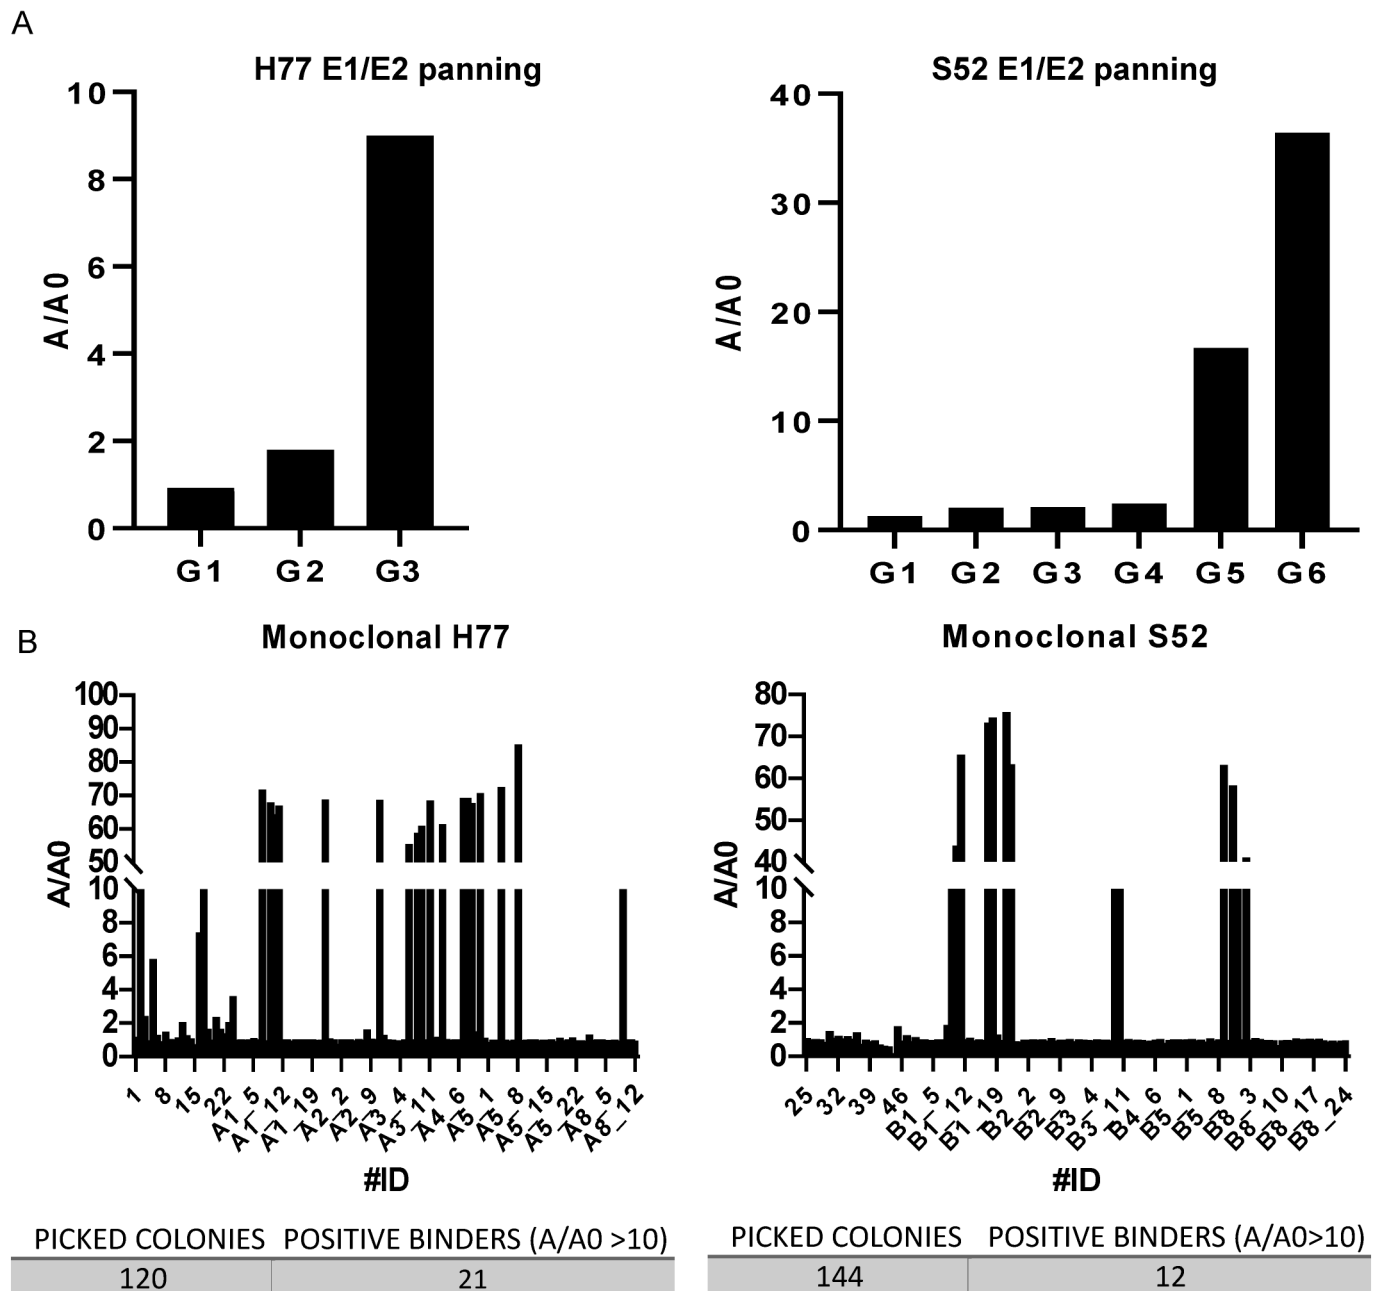 A
H77 E1/E2 panning
10
8
6
4
2
0
A/A0
G1 G2 G3
S52 E1/E2 panning
40
30
20
10
0
A/A0
G1 G2 G3 G4 G5 G6
B
Monoclonal H77
100
90
80
70
60
50
10
8
6
4
2
0
A/A0
1 8 15 22 A1_5 A1_12 A1_19 A2_2 A2_9 A3_4 A3_11 A4_6 A5_1 A5_8 A5_15 A5_22 A8_5 A8_12
#ID
Monoclonal S52
80
70
60
50
40
10
8
6
4
2
0
A/A0
25 32 39 46 B1_5 B1_12 B1_19 B2_2 B2_9 B3_4 B3_11 B4_6 B5_1 B5_8 B8_3 B8_10 B8_17 B8_24
#ID
PICKED COLONIES POSITIVE BINDERS (A/A0 >10)
120 21
PICKED COLONIES POSITIVE BINDERS (A/A0>10)
144 12